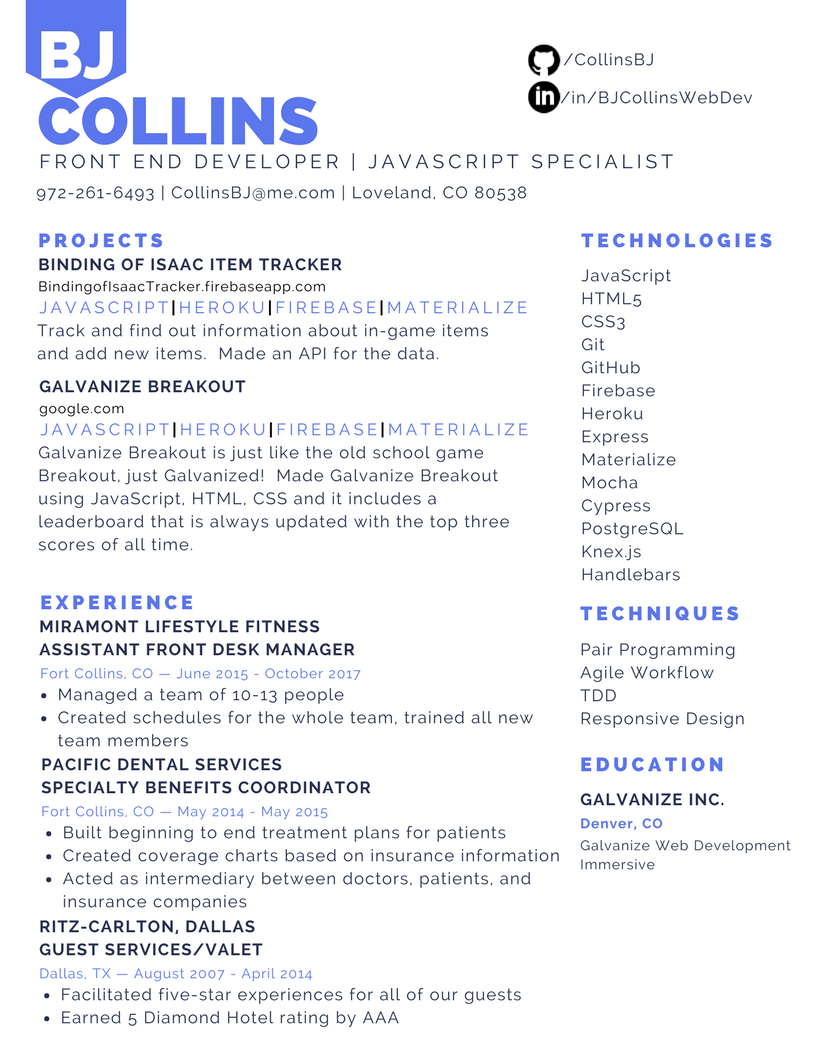 BJ
COLLINS
/CollinsBJ
in /in/BJCollinsWebDev
FRONT END DEVELOPER | JAVASCRIPT SPECIALIST
972-261-6493 | CollinsBJ@me.com | Loveland, CO 80538
PROJECTS
BINDING OF ISAAC ITEM TRACKER
BindingofIsaacTracker.firebaseapp.com
JAVASCRIPT|HEROKU|FIREBASE|MATERIALIZE
Track and find out information about in-game items
and add new items.  Made an API for the data.
GALVANIZE BREAKOUT
google.com
JAVASCRIPT|HEROKU|FIREBASE|MATERIALIZE
Galvanize Breakout is just like the old school game
Breakout, just Galvanized!  Made Galvanize Breakout
using JavaScript, HTML, CSS and it includes a
leaderboard that is always updated with the top three
scores of all time.
EXPERIENCE
MIRAMONT LIFESTYLE FITNESS
ASSISTANT FRONT DESK MANAGER
Fort Collins, CO — June 2015 - October 2017
• Managed a team of 10-13 people
• Created schedules for the whole team, trained all new
team members
PACIFIC DENTAL SERVICES
SPECIALTY BENEFITS COORDINATOR
Fort Collins, CO — May 2014 - May 2015
• Built beginning to end treatment plans for patients
• Created coverage charts based on insurance information
• Acted as intermediary between doctors, patients, and
insurance companies
RITZ-CARLTON, DALLAS
GUEST SERVICES/VALET
Dallas, TX — August 2007 - April 2014
• Facilitated five-star experiences for all of our guests
• Earned 5 Diamond Hotel rating by AAA
TECHNOLOGIES
JavaScript
HTML5
CSS3
Git
GitHub
Firebase
Heroku
Express
Materialize
Mocha
Cypress
PostgreSQL
Knex.js
Handlebars
TECHNIQUES
Pair Programming
Agile Workflow
TDD
Responsive Design
EDUCATION
GALVANIZE INC.
Denver, CO
Galvanize Web Development
Immersive